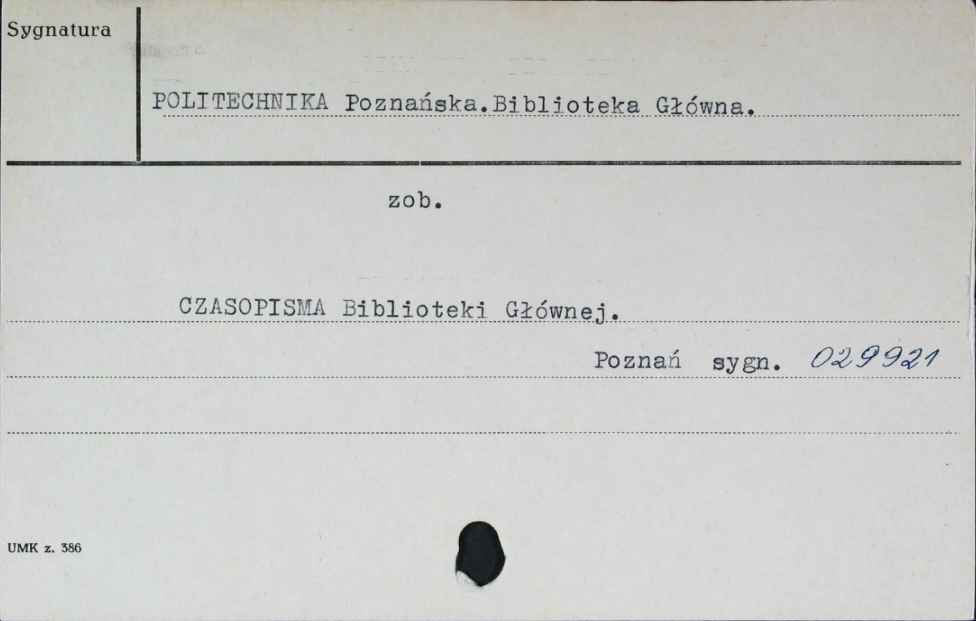 Sygnatura
POLITECHNIKA Poznańska.Biblioteka Główna.
zob.
CZASOPISMA Biblioteki Głównej.
Poznań sygn. 029921
UMK z. 386